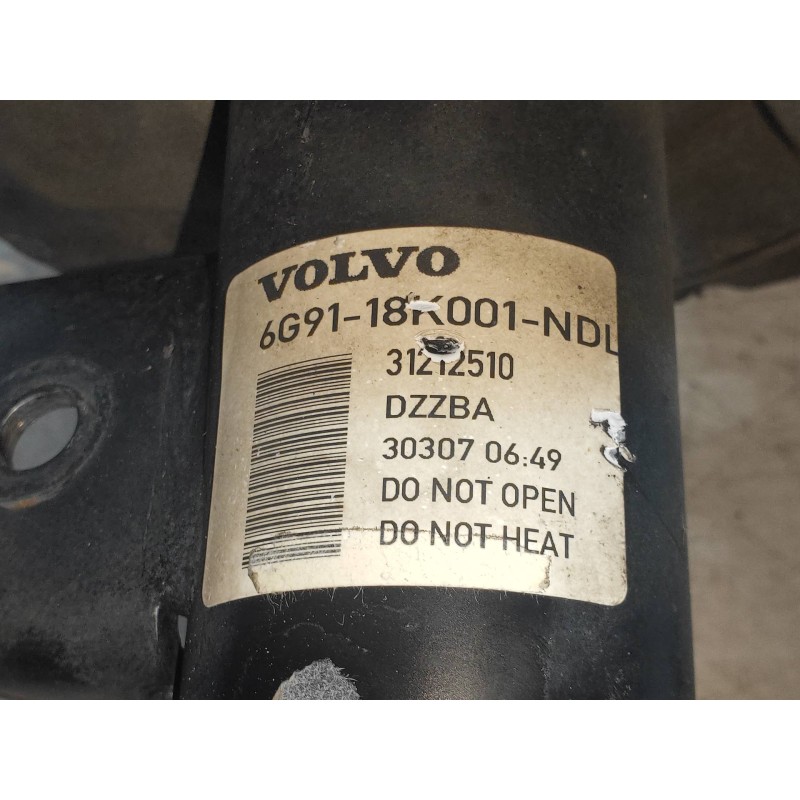 VOLVO
6G91-18K001-NDL
31212510
DZZBA
30307 06:49
DO NOT OPEN
DO NOT HEAT